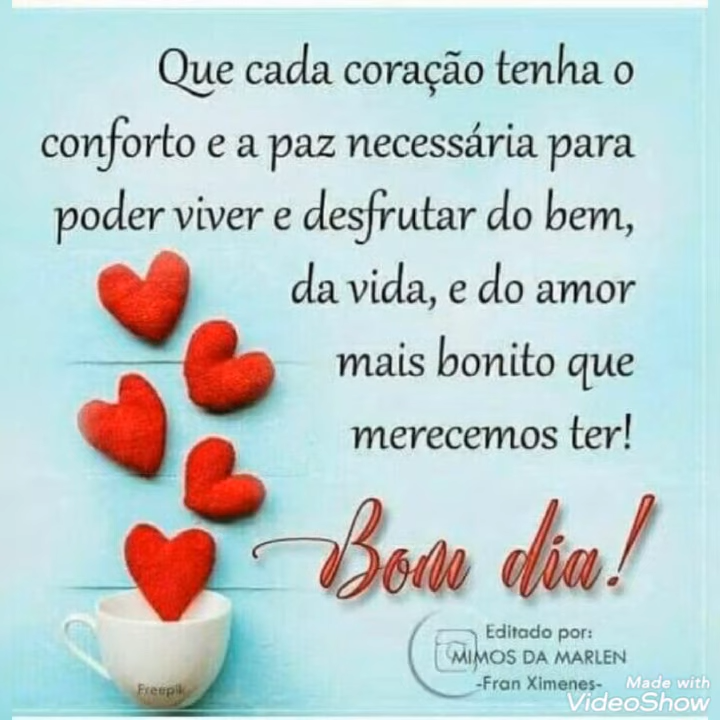 Que cada coração tenha o
conforto e a paz necessária para
poder viver e desfrutar do bem,
da vida, e do amor
mais bonito que
merecemos ter!
Bom dia!
Editado por:
MIMOS DA MARLEN
-Fran Ximenes-
Freepik
Made with
VideoShow